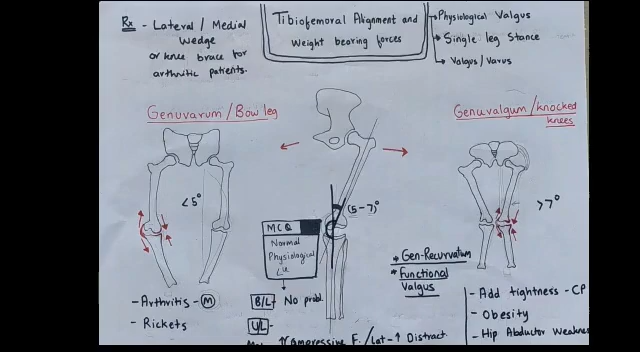 Rx - Lateral / Medial
Wedge
or knee brace for
arthritic patients.
Tibiofemoral Alignment and
Weight bearing forces
Physiological Valgus
Single leg Stance
Valgus / Varus
Genuvarum / Bow leg
Genuvalgum / knocked
knees
<5°
(5-7)°
>7°
MCQ
Normal
Physiological
* Gen-Recurvatum
* Functional
Valgus
- Arthritis - M
- Rickets
B/L → No probl.
U/L -
↑ Compressive F. / Lat - ↑ Distract.
- Add tightness - CP
- Obesity
- Hip Abductor Weakness